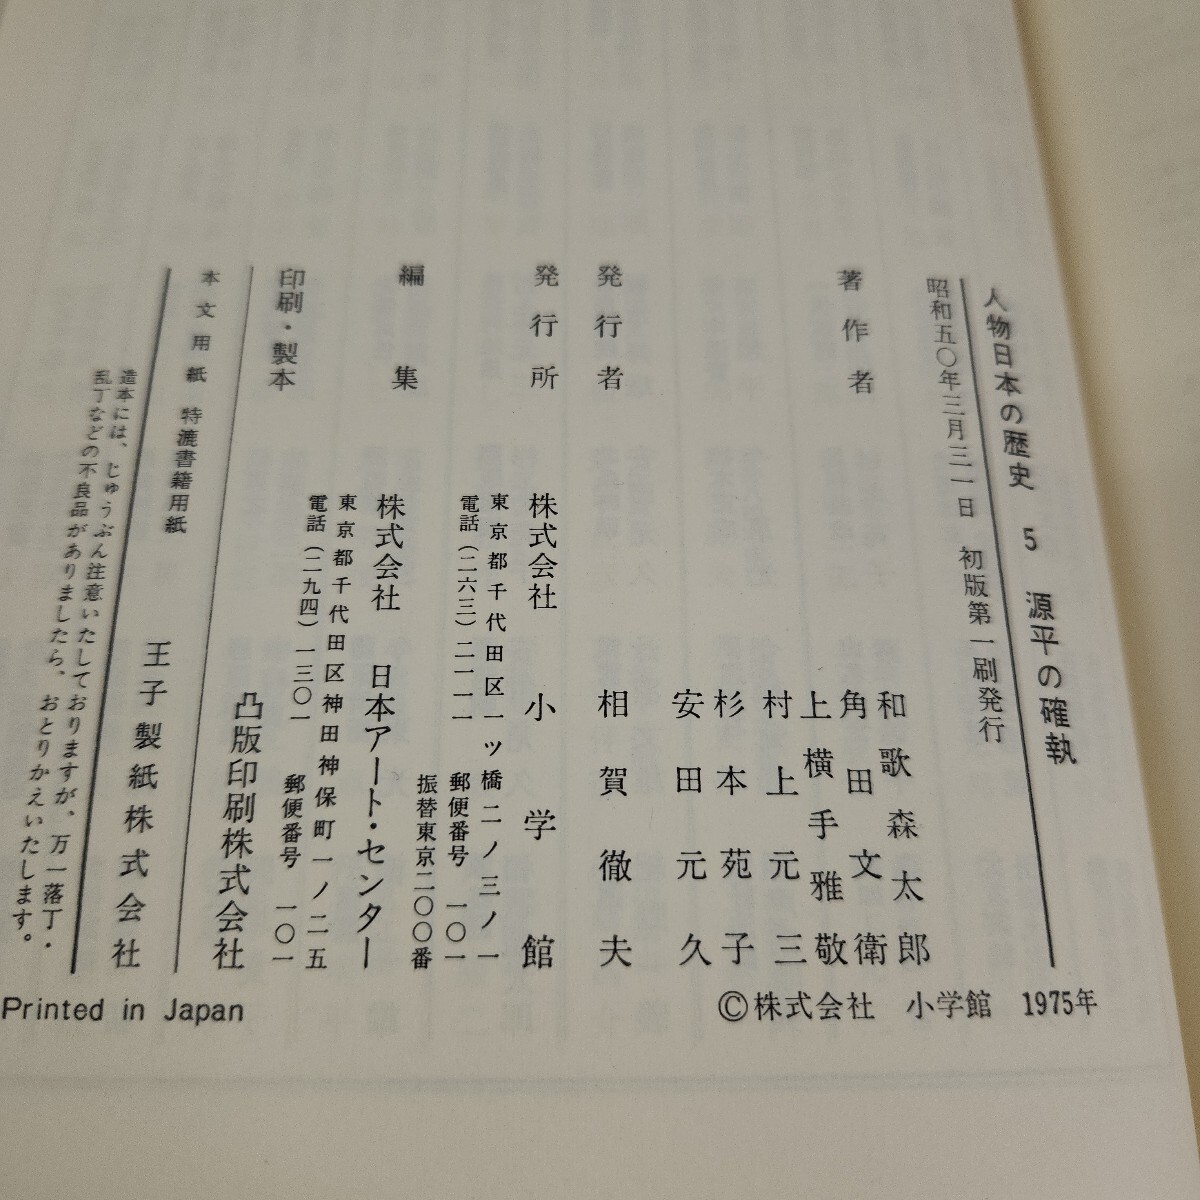 人物日本の歴史 5 源平の確執
昭和五〇年三月三一日 初版第一刷発行
著作者 和歌森太郎
角田文衛
上横手雅敬
村上元三
杉本苑子
安田元久
発行者 相賀徹夫
発行所 株式会社 小学館
東京都千代田区一ツ橋二ノ三ノ一
電話(二六三)二一一一 郵便番号 一〇一
振替東京二〇〇番
編集 株式会社 日本アート・センター
東京都千代田区神田神保町一ノ二五
電話(二九四)一三〇一 郵便番号 一〇一
印刷・製本 凸版印刷株式会社
本文用紙 特漉書籍用紙 王子製紙株式会社
造本には、じゅうぶん注意いたしておりますが、万一落丁・
乱丁などの不良品がありましたら、おとりかえいたします。
©株式会社 小学館 1975年
Printed in Japan